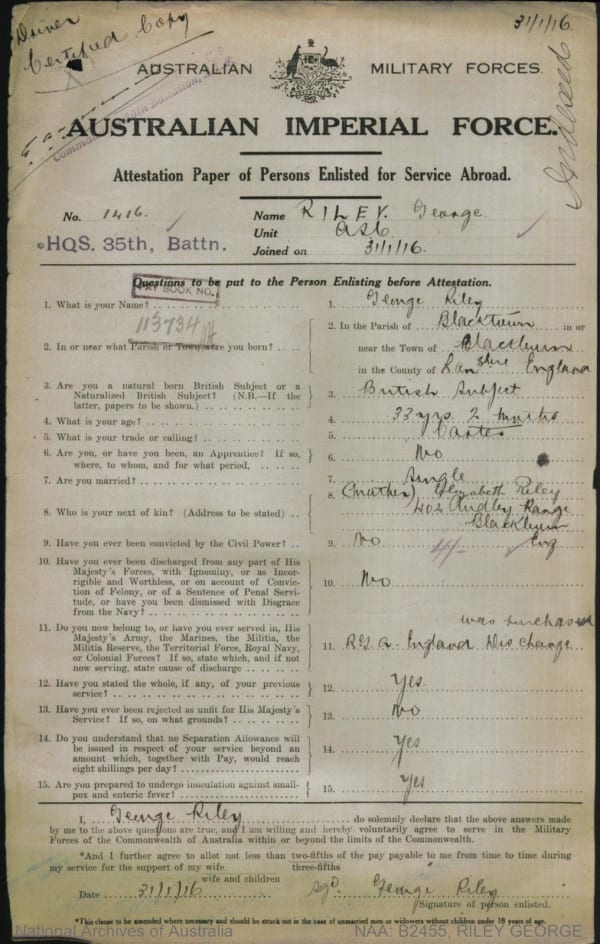 Driver
Certified Copy
31/1/16.
Indexed
AUSTRALIAN MILITARY FORCES.
AUSTRALIAN IMPERIAL FORCE.
Attestation Paper of Persons Enlisted for Service Abroad.
No. 1416.
Name RILEY George.
Unit ASC
HQS. 35th, Battn.
Joined on 31/1/16.
Questions to be put to the Person Enlisting before Attestation.
PAY BOOK NO.
113734
1. What is your Name? 1. George Riley
2. In or near what Parish or Town were you born? 2. In the Parish of Blacktown in or
near the Town of Blackburn
in the County of Lanshire England
3. Are you a natural born British Subject or a
Naturalized British Subject? (N.B.—If the
latter, papers to be shown.) 3. British Subject
4. What is your age? 4. 33 yrs. 2 months
5. What is your trade or calling? 5. Carter
6. Are you, or have you been, an Apprentice? If so,
where, to whom, and for what period, 6. No
7. Are you married? 7. Single
8. Who is your next of kin? (Address to be stated) 8. (Mother) Elizabeth Riley
402 Audley Range
Blackburn
Eng
9. Have you ever been convicted by the Civil Power? 9. No
10. Have you ever been discharged from any part of His
Majesty's Forces, with Ignominy, or as Incor-
rigible and Worthless, or on account of Convic-
tion of Felony, or of a Sentence of Penal Servi-
tude, or have you been dismissed with Disgrace
from the Navy? 10. No
11. Do you now belong to, or have you ever served in, His
Majesty's Army, the Marines, the Militia, the
Militia Reserve, the Territorial Force, Royal Navy,
or Colonial Forces? If so, state which, and if not
now serving, state cause of discharge 11. R.G.A England Discharge
was purchased
12. Have you stated the whole, if any, of your previous
service? 12. Yes
13. Have you ever been rejected as unfit for His Majesty's
Service? If so, on what grounds? 13. No
14. Do you understand that no Separation Allowance will
be issued in respect of your service beyond an
amount which, together with Pay, would reach
eight shillings per day? 14. Yes
15. Are you prepared to undergo inoculation against small-
pox and enteric fever? 15. Yes
I, George Riley do solemnly declare that the above answers made
by me to the above questions are true, and I am willing and hereby voluntarily agree to serve in the Military
Forces of the Commonwealth of Australia within or beyond the limits of the Commonwealth.
*And I further agree to allot not less than two-fifths of the pay payable to me from time to time during
three-fifths
my service for the support of my wife
wife and children
Date 31/1/16
sgd. George Riley
Signature of person enlisted.
*This clause to be amended where necessary and should be struck out in the case of unmarried men or widowers without children under 18 years of age.
National Archives of Australia
NAA: B2455, RILEY GEORGE